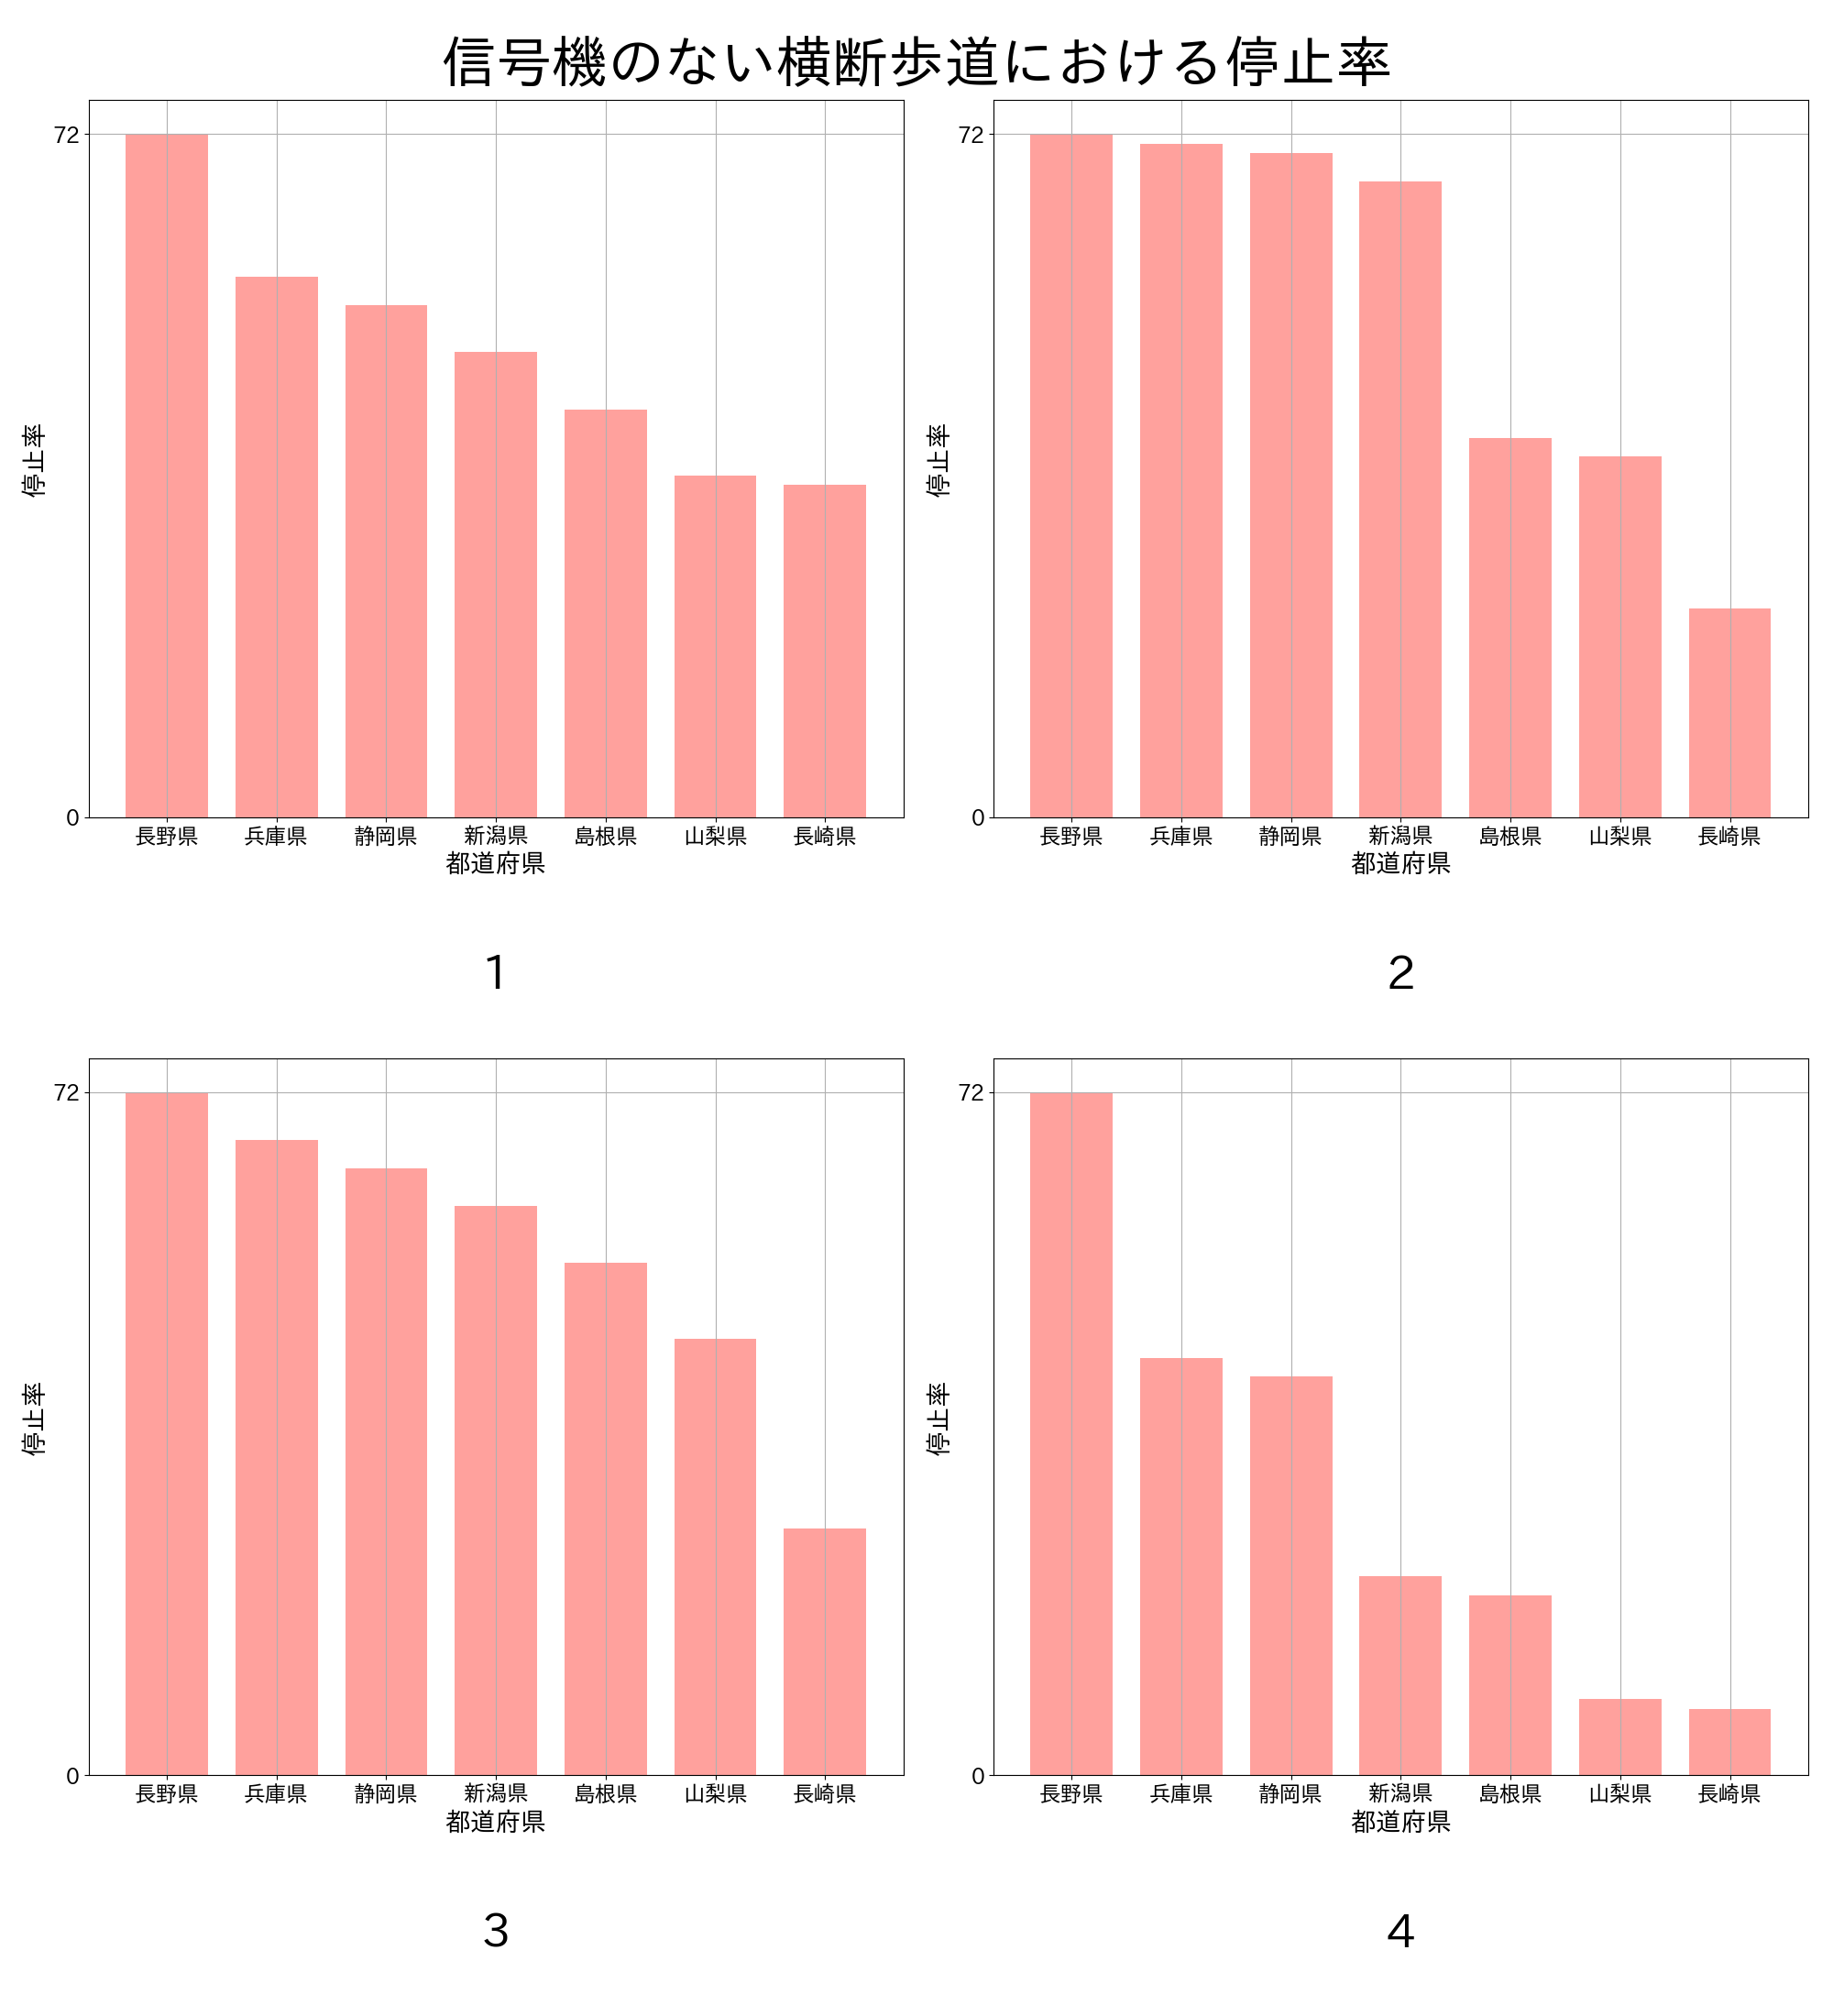 信号機のない横断歩道における停止率
72
0
停止率
長野県 兵庫県 静岡県 新潟県 島根県 山梨県 長崎県
都道府県
1
72
0
停止率
長野県 兵庫県 静岡県 新潟県 島根県 山梨県 長崎県
都道府県
2
72
0
停止率
長野県 兵庫県 静岡県 新潟県 島根県 山梨県 長崎県
都道府県
3
72
0
停止率
長野県 兵庫県 静岡県 新潟県 島根県 山梨県 長崎県
都道府県
4